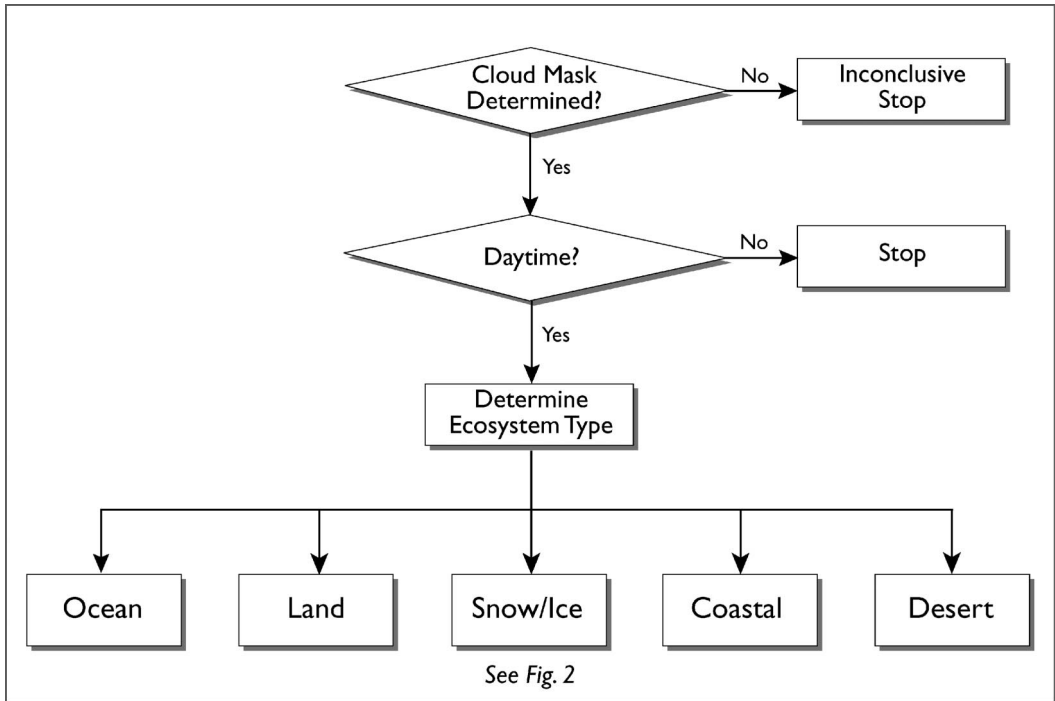 Cloud Mask
Determined?
No
Inconclusive
Stop
Yes
Daytime?
No
Stop
Yes
Determine
Ecosystem Type
Ocean
Land
Snow/Ice
Coastal
Desert
See Fig. 2